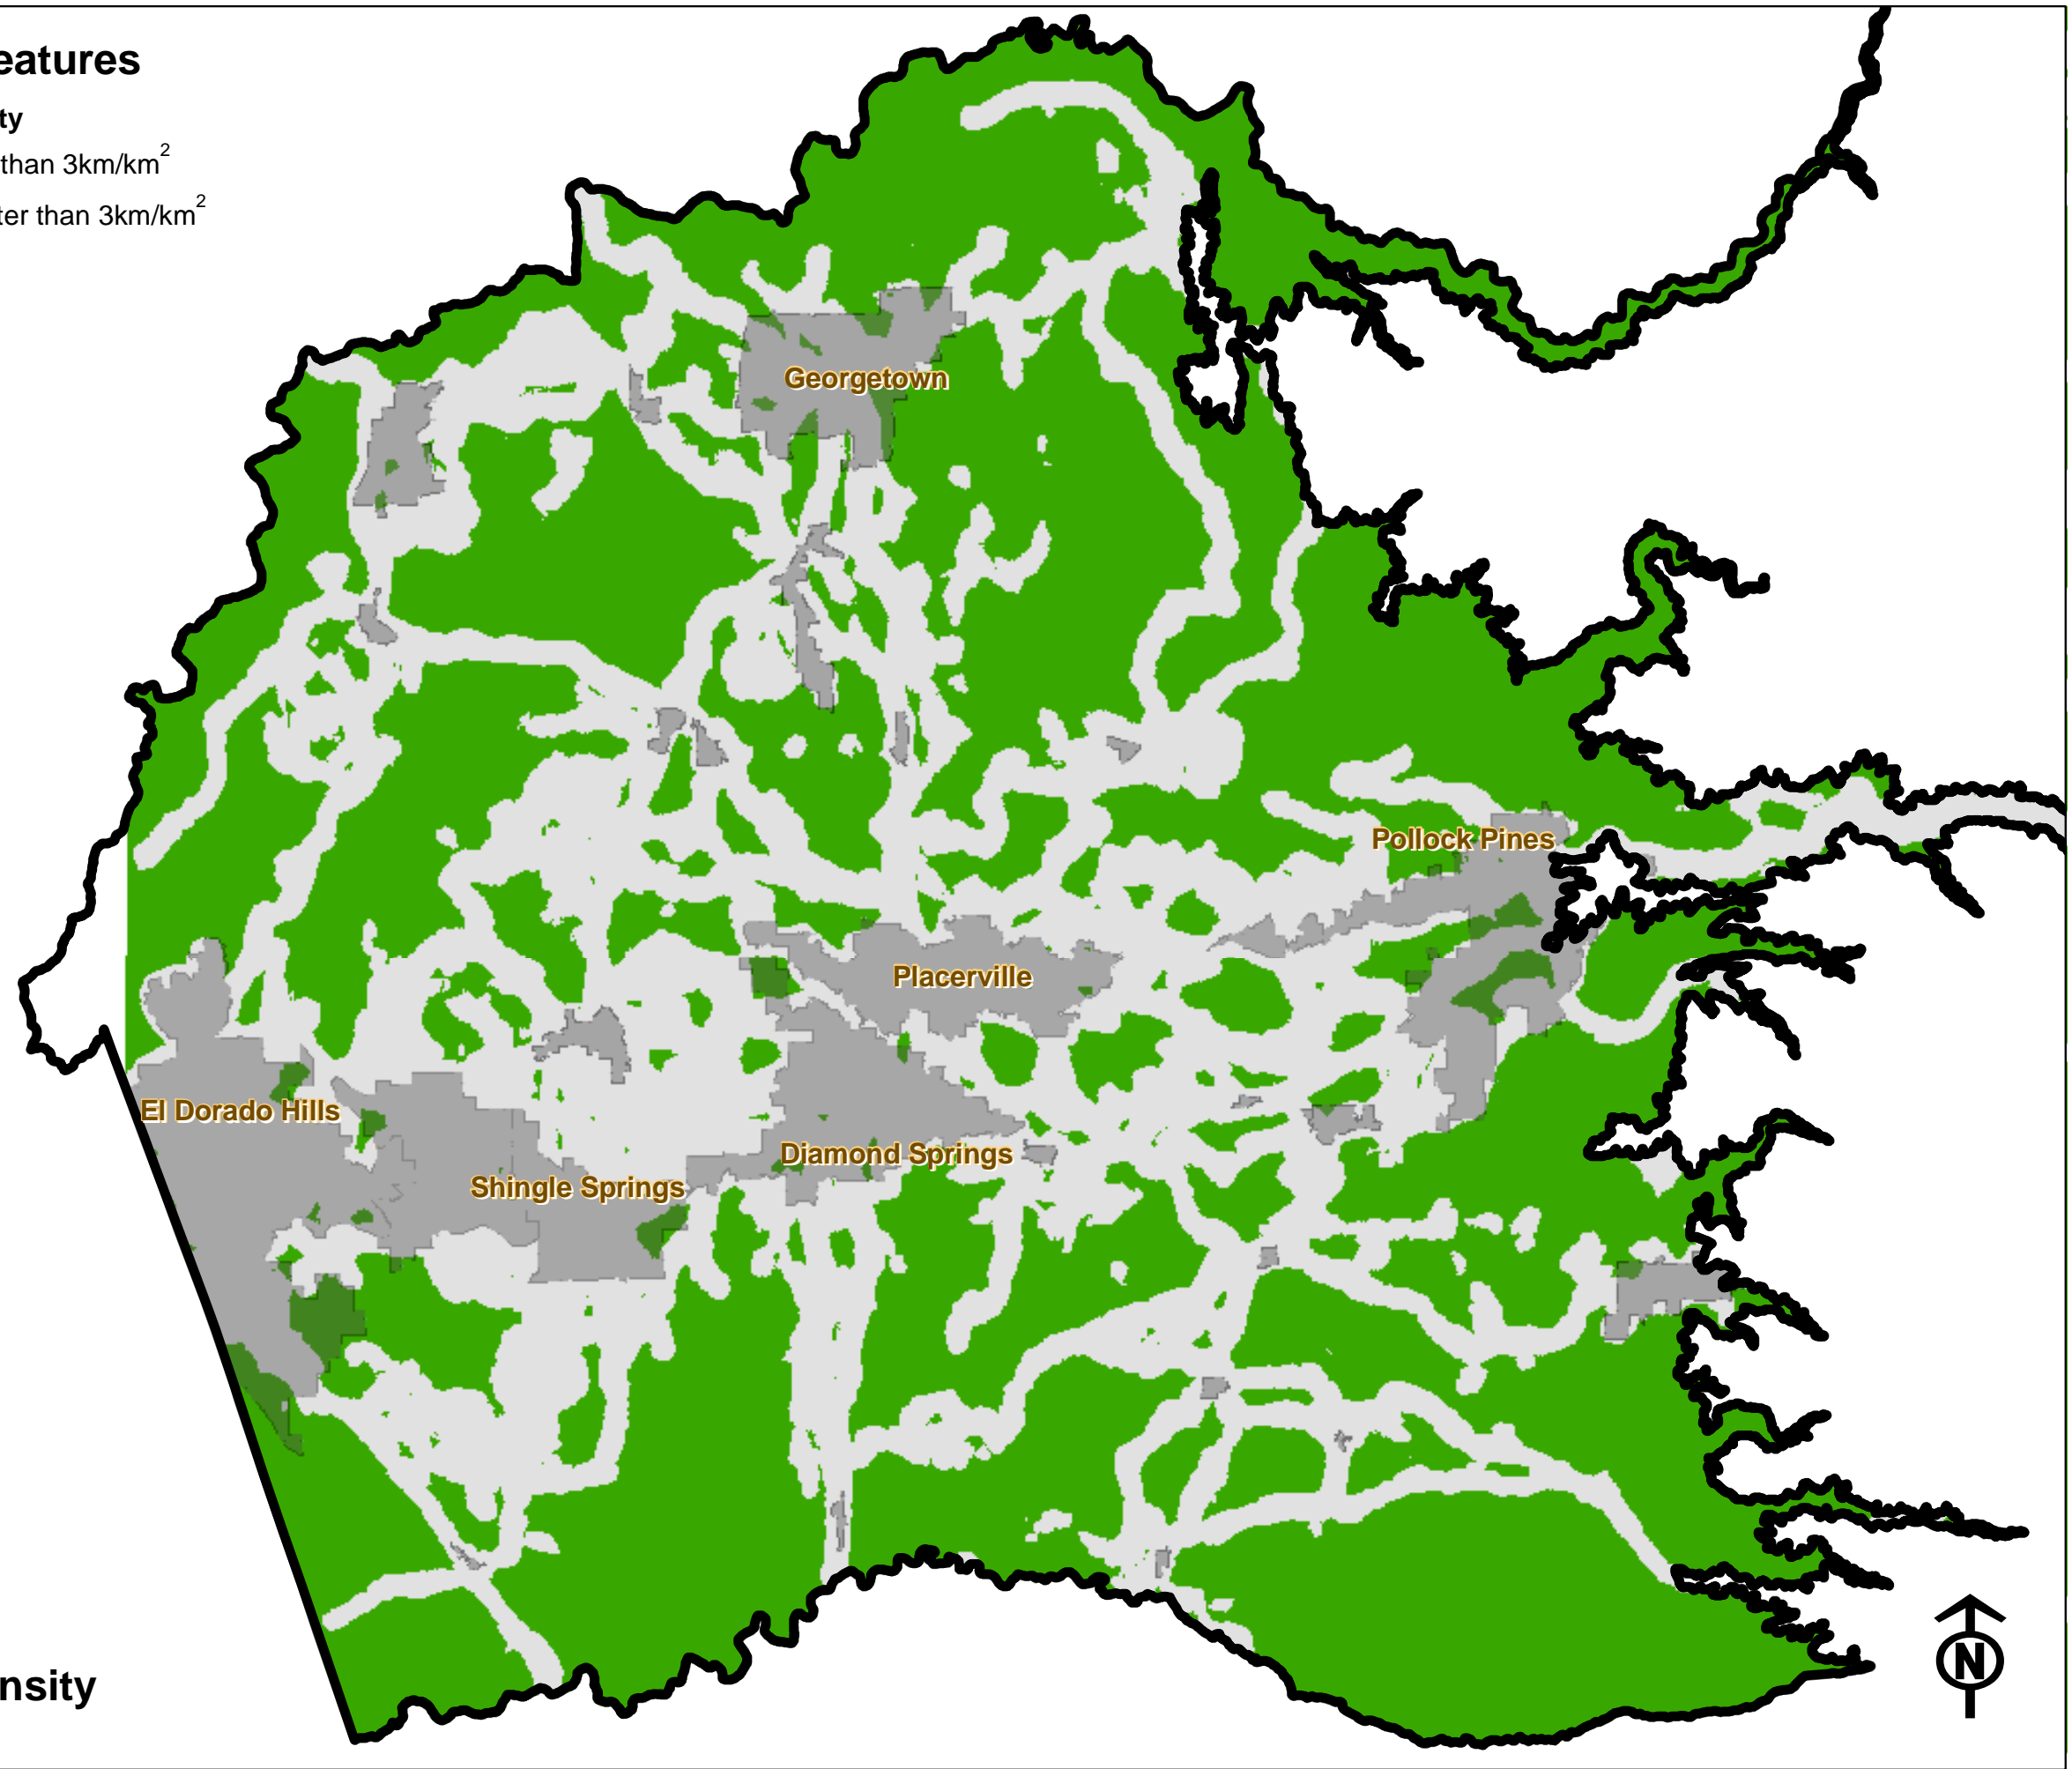 eatures
ty
than 3km/km2
ter than 3km/km2
Georgetown
Pollock Pines
Placerville
El Dorado Hills
Diamond Springs
Shingle Springs
nsity
N